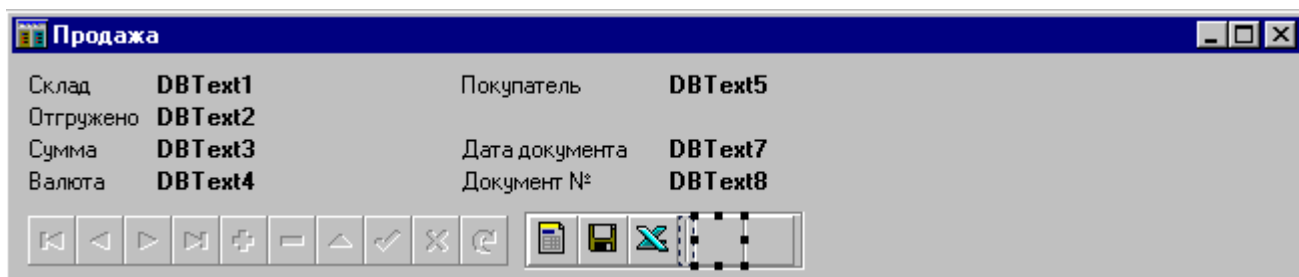 Продажа
Склад DBText1 Покупатель DBText5
Отгружено DBText2
Сумма DBText3 Дата документа DBText7
Валюта DBText4 Документ № DBText8